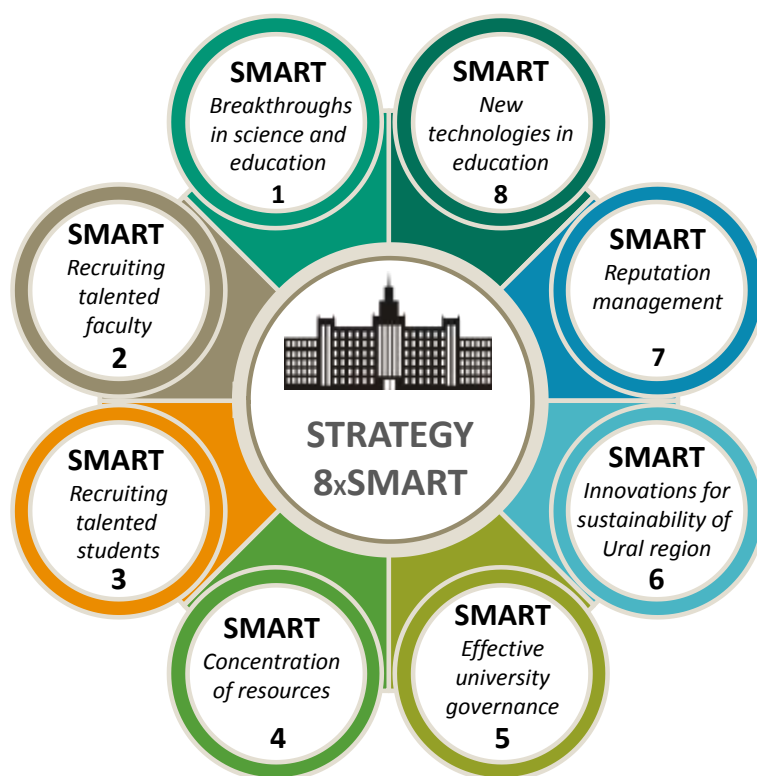 STRATEGY
8xSMART
SMART
Breakthroughs
in science and
education
1
SMART
Recruiting
talented
faculty
2
SMART
Recruiting
talented
students
3
SMART
Concentration
of resources
4
SMART
Effective
university
governance
5
SMART
Innovations for
sustainability of
Ural region
6
SMART
Reputation
management
7
SMART
New
technologies in
education
8